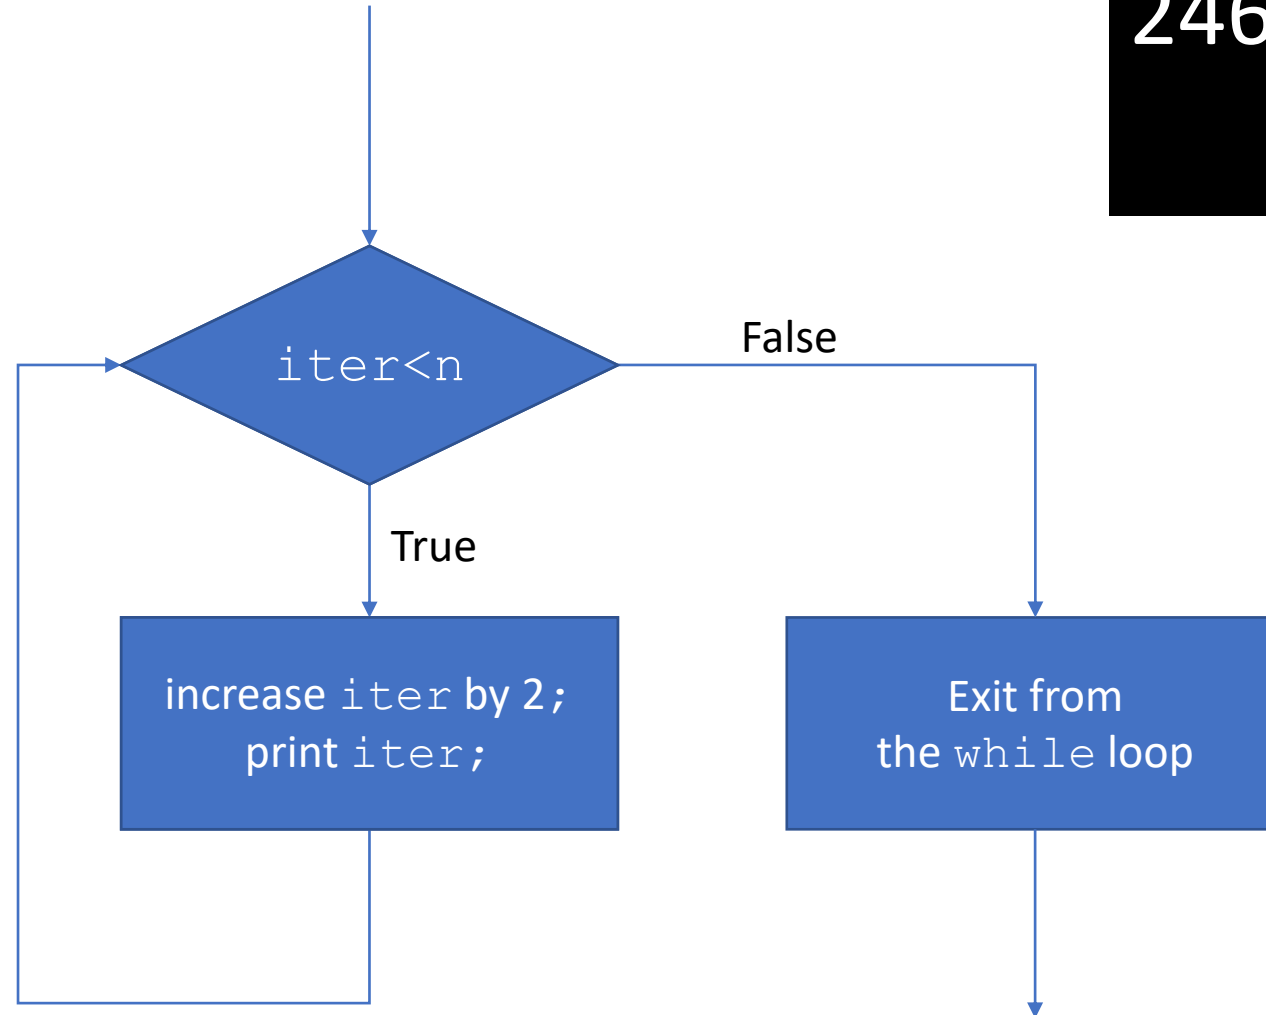 246
iter<n
False
True
increase iter by 2;
print iter;
Exit from
the while loop